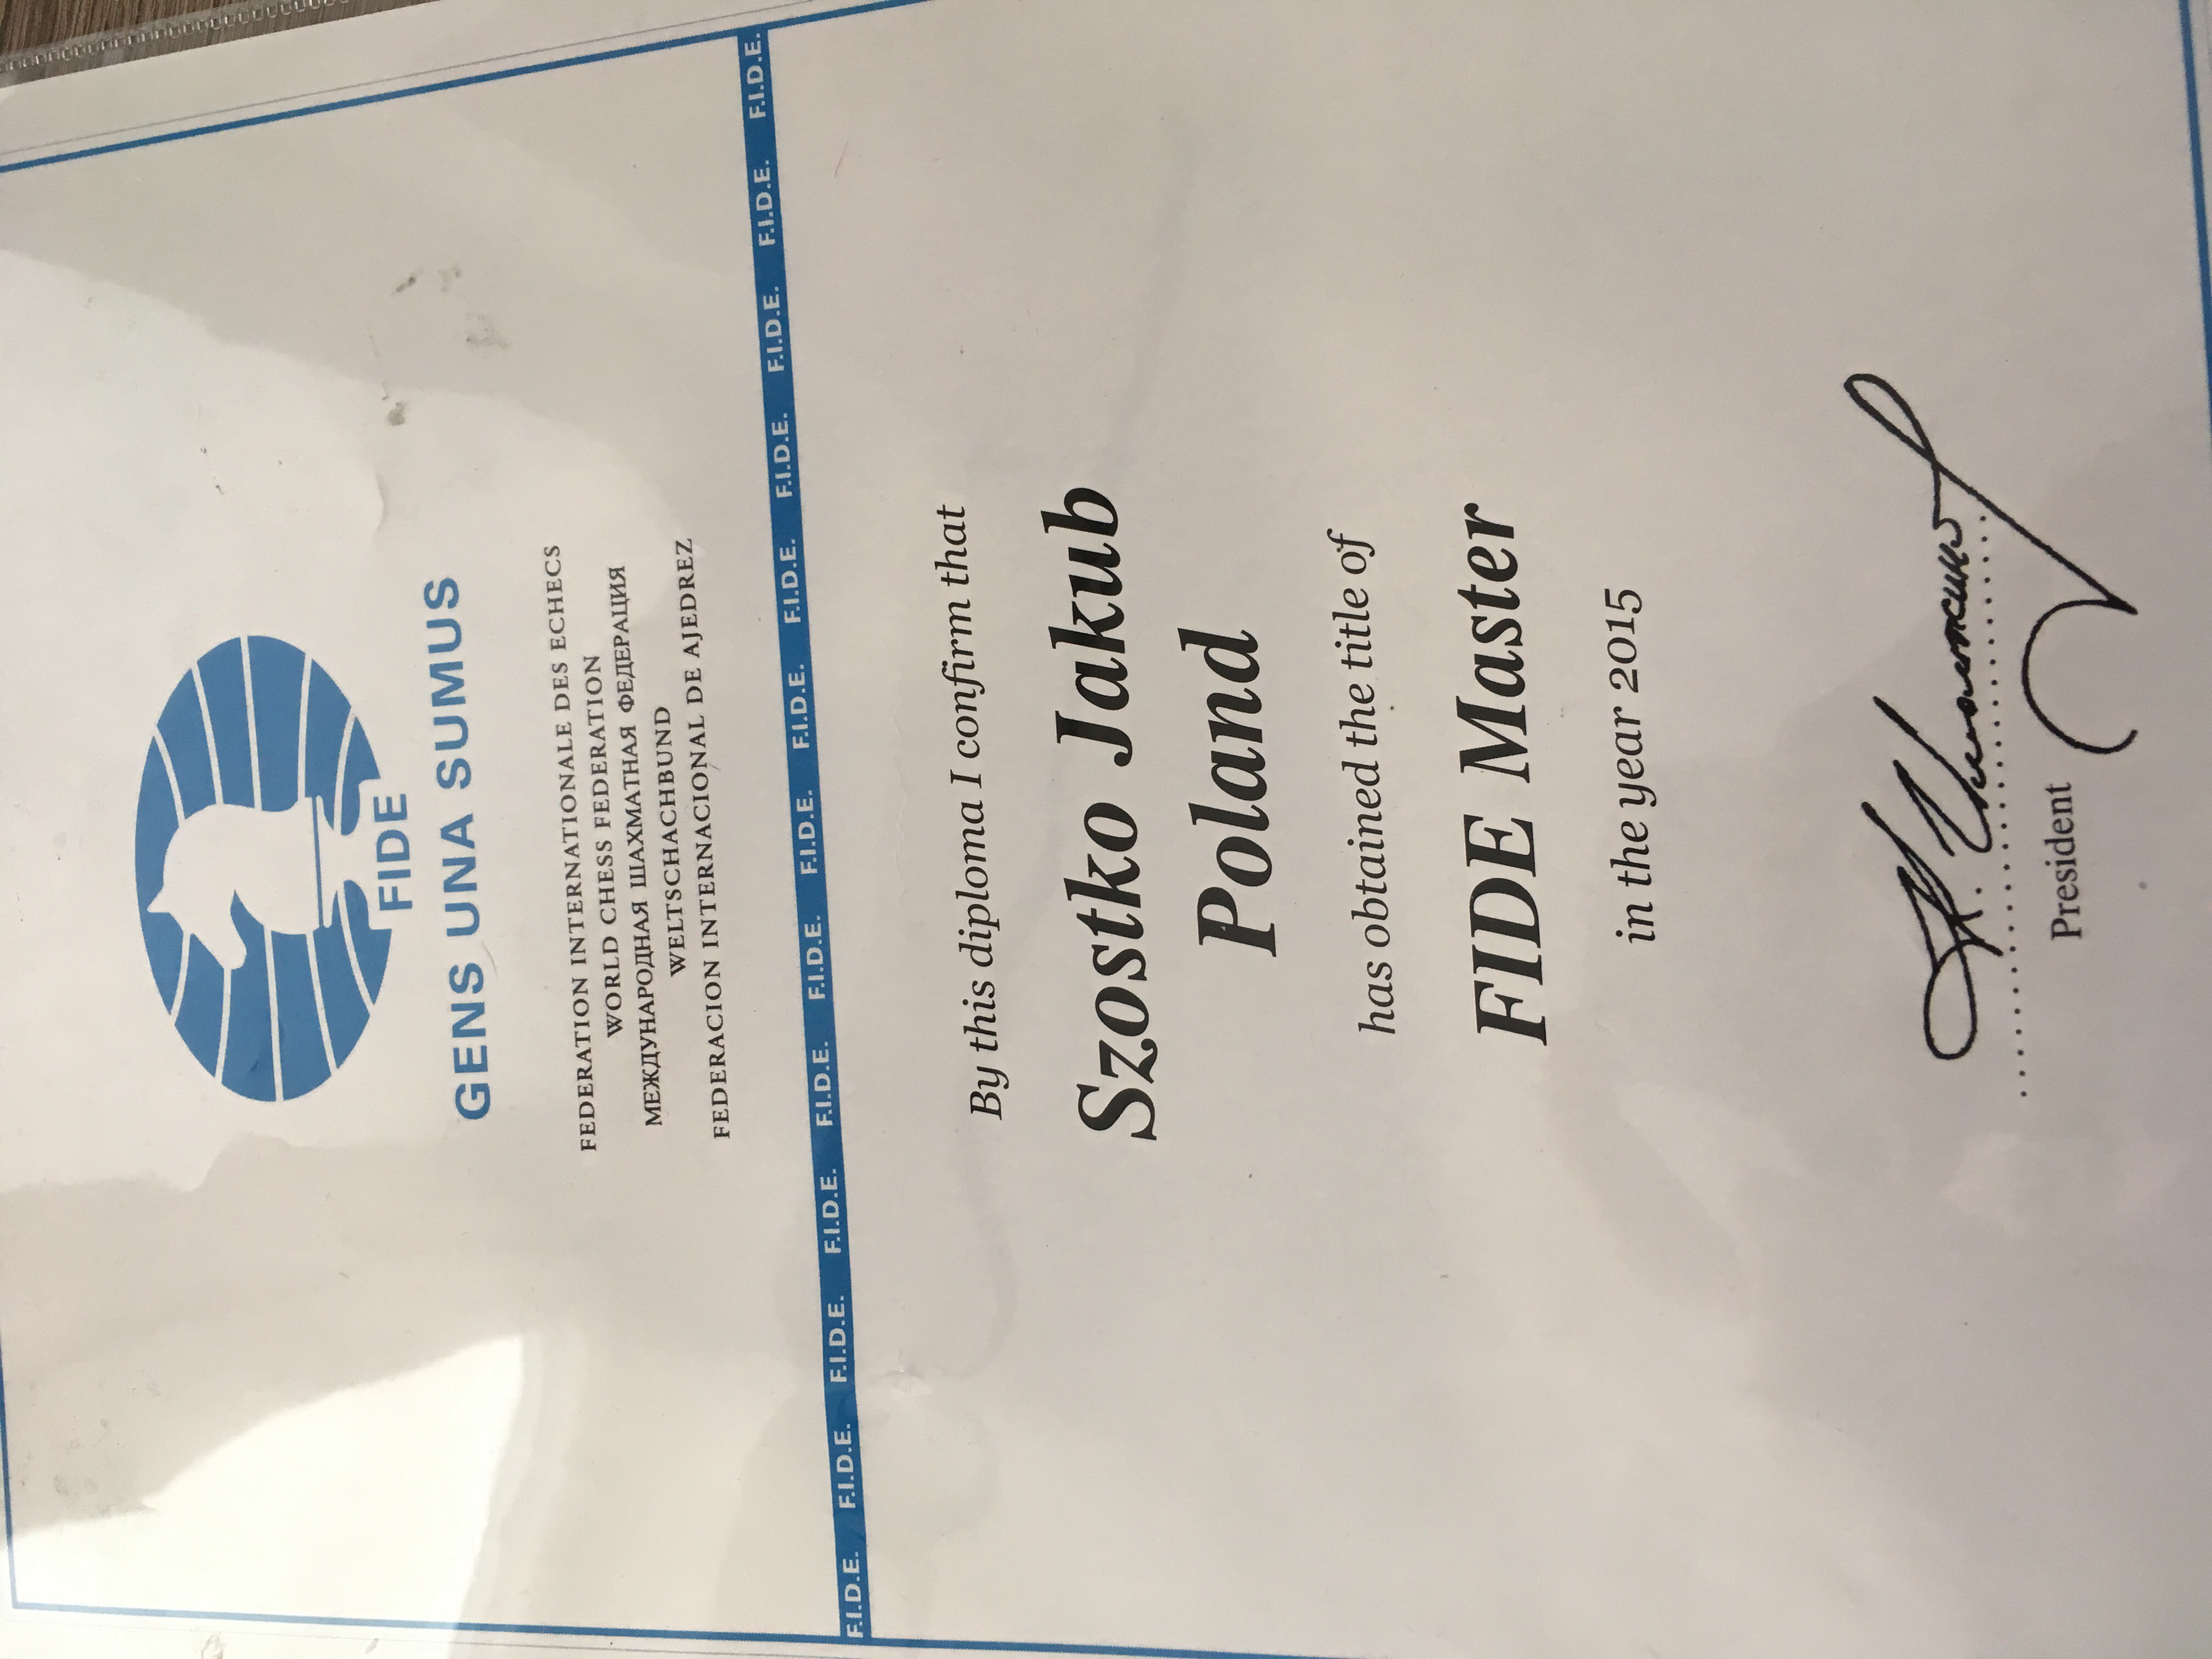 FIDE
GENS UNA SUMUS
FEDERATION INTERNATIONALE DES ECHECS
WORLD CHESS FEDERATION
МЕЖДУНАРОДНАЯ ШАХМАТНАЯ ФЕДЕРАЦИЯ
WELTSCHACHBUND
FEDERACION INTERNACIONAL DE AJEDREZ
F.I.D.E. F.I.D.E. F.I.D.E. F.I.D.E. F.I.D.E. F.I.D.E. F.I.D.E. F.I.D.E. F.I.D.E. F.I.D.E. F.I.D.E. F.I.D.E. F.I.D.E.
By this diploma I confirm that
Szostko Jakub
Poland
has obtained the title of
FIDE Master
in the year 2015
President